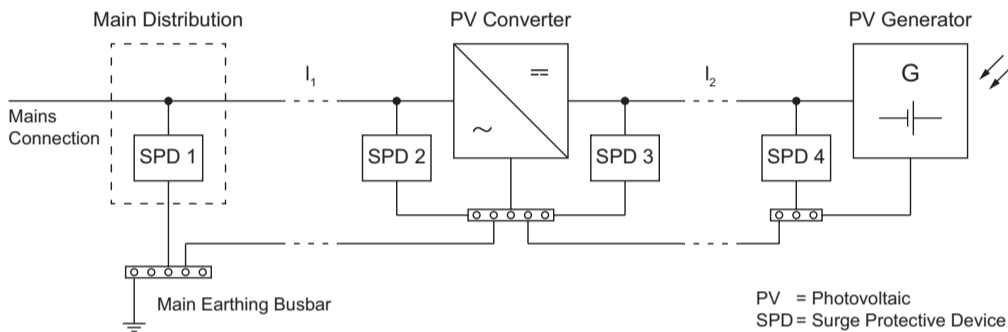 Main Distribution
PV Converter
PV Generator
I1
I2
G
Mains
Connection
SPD 1
SPD 2
SPD 3
SPD 4
Main Earthing Busbar
PV = Photovoltaic
SPD = Surge Protective Device